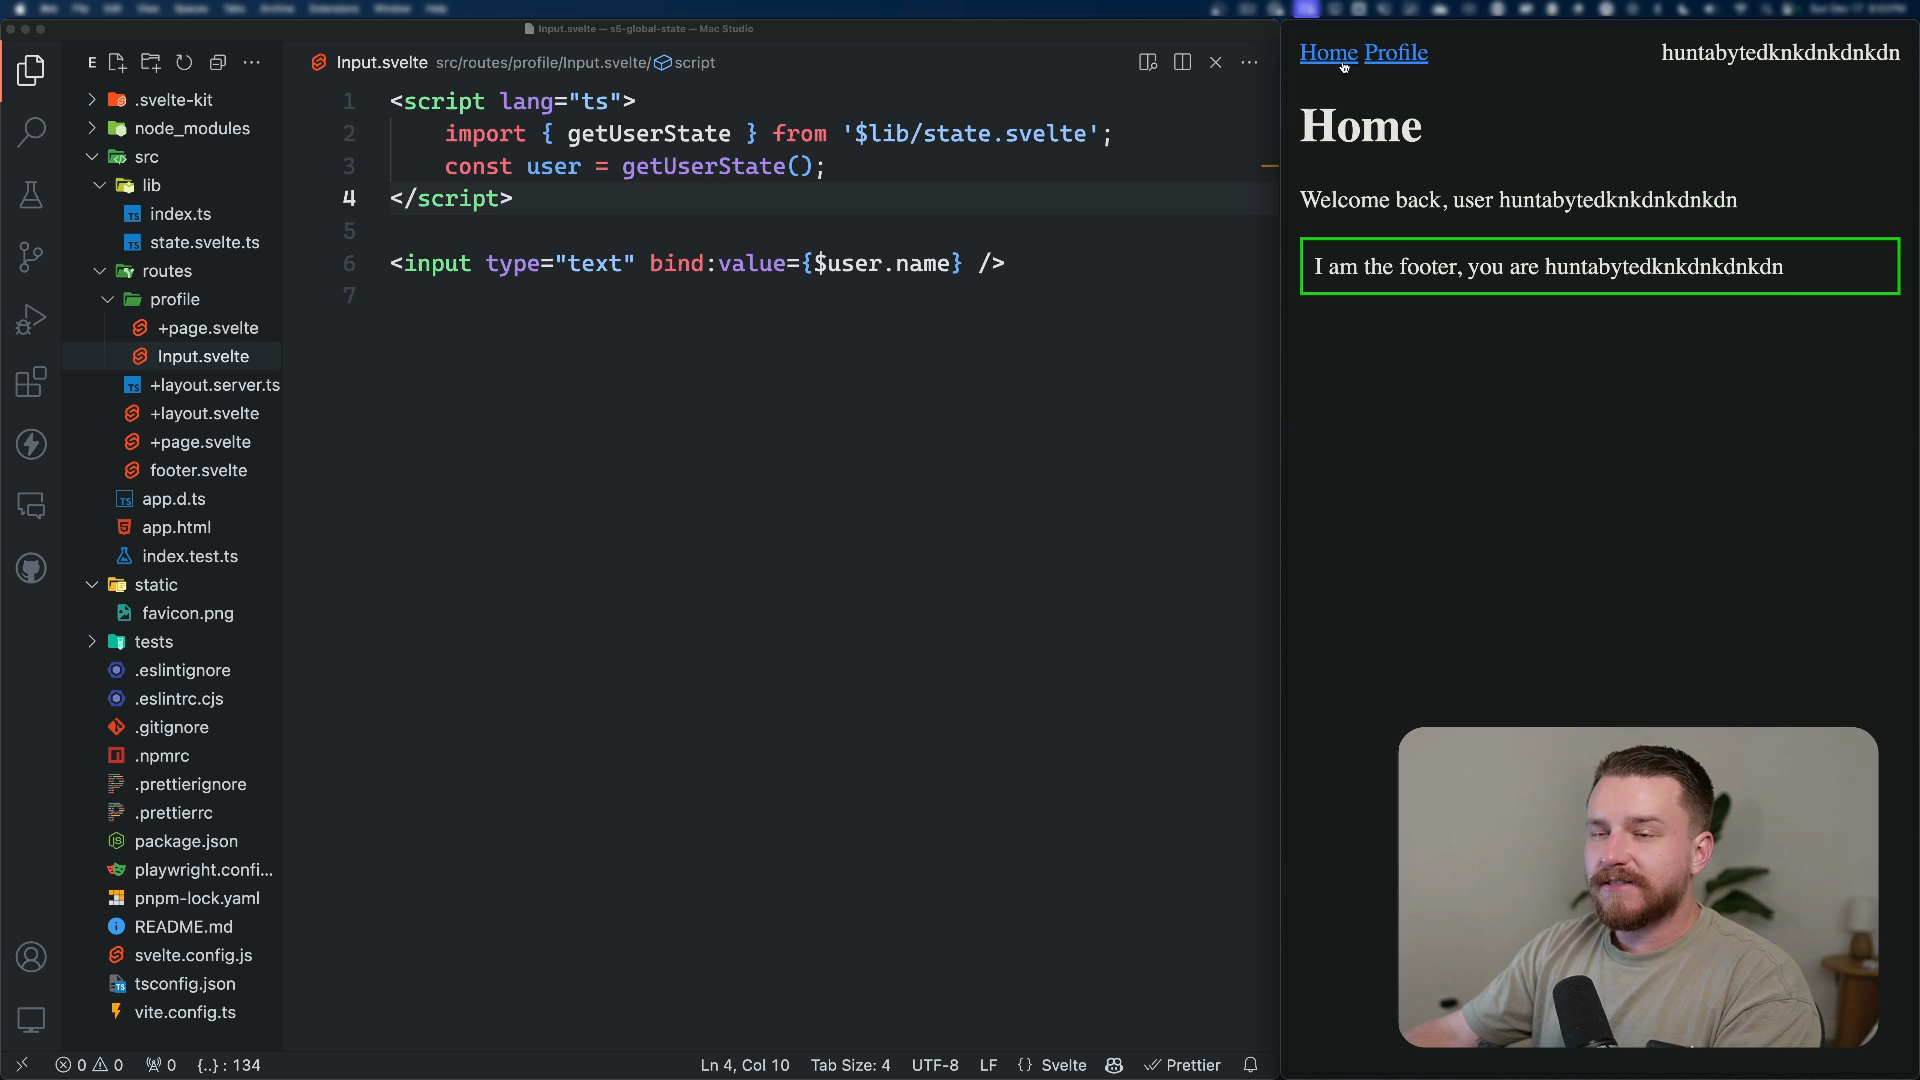 Input.svelte — s5-global-state — Mac Studio
E
Input.svelte src/routes/profile/Input.svelte/ script
.svelte-kit
node_modules
src
lib
index.ts
state.svelte.ts
routes
profile
+page.svelte
Input.svelte
+layout.server.ts
+layout.svelte
+page.svelte
footer.svelte
app.d.ts
app.html
index.test.ts
static
favicon.png
tests
.eslintignore
.eslintrc.cjs
.gitignore
.npmrc
.prettierignore
.prettierrc
package.json
playwright.confi...
pnpm-lock.yaml
README.md
svelte.config.js
tsconfig.json
vite.config.ts
1 <script lang="ts">
2 import { getUserState } from '$lib/state.svelte';
3 const user = getUserState();
4 </script>
5
6 <input type="text" bind:value={$user.name} />
7
Home Profile huntabytedknkdnkdnkdn
Home
Welcome back, user huntabytedknkdnkdnkdn
I am the footer, you are huntabytedknkdnkdnkdn
0 0 0 {..} : 134 Ln 4, Col 10 Tab Size: 4 UTF-8 LF {} Svelte Prettier